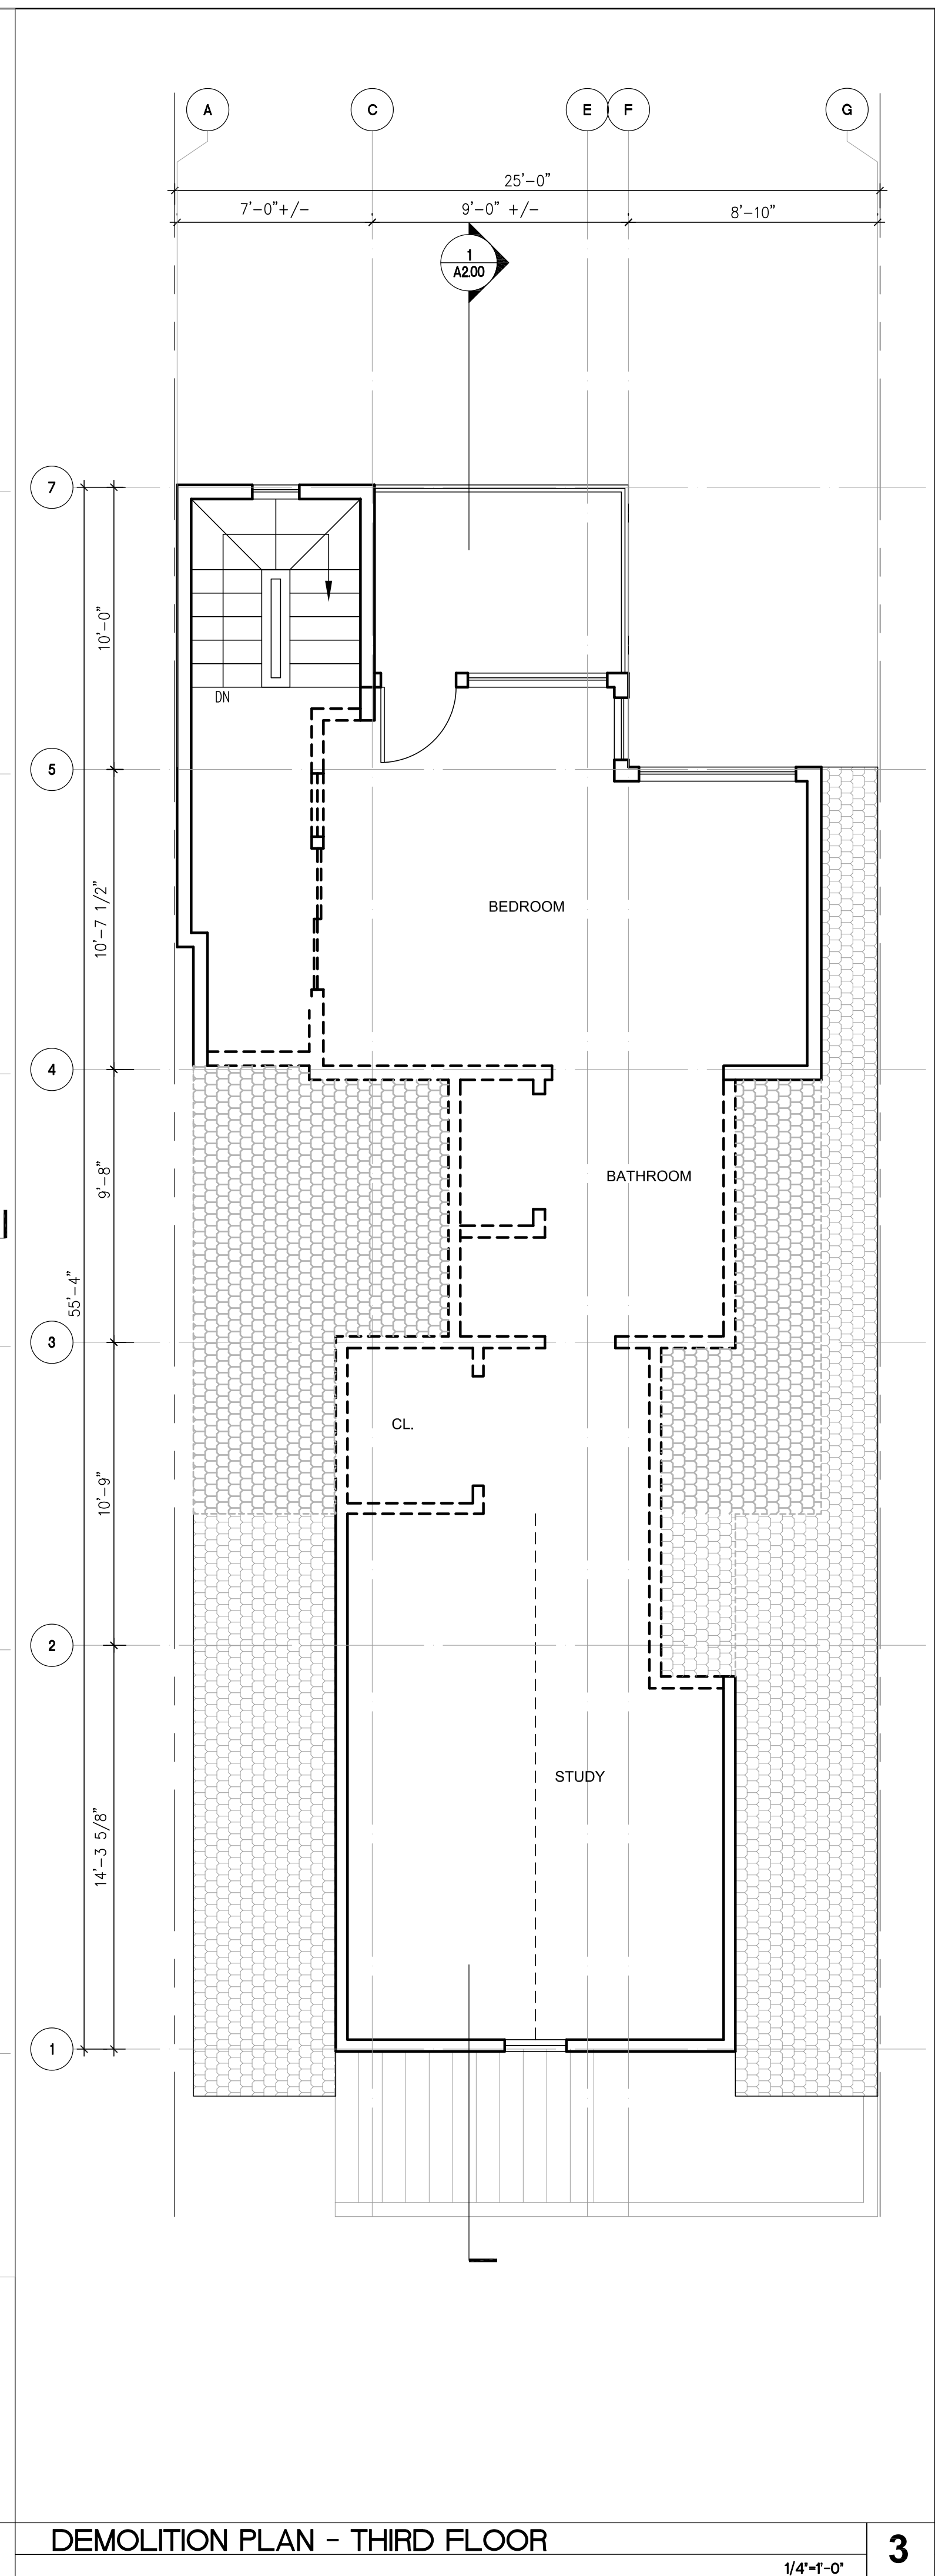 A
C
E
F
G
25'-0"
7'-0"+/-
9'-0" +/-
8'-10"
1
A2.00
7
10'-0"
DN
5
10'-7 1/2"
BEDROOM
4
9'-8"
BATHROOM
55'-4"
3
CL.
10'-9"
2
STUDY
14'-3 5/8"
1
DEMOLITION PLAN - THIRD FLOOR
3
1/4"=1'-0"